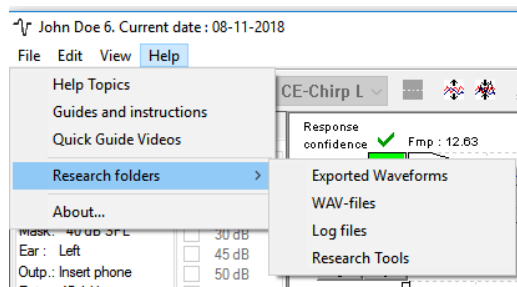 John Doe 6. Current date : 08-11-2018
File Edit View Help
Help Topics
Guides and instructions
Quick Guide Videos
Research folders
About...
CE-Chirp L
Response
confidence Fmp : 12.63
Exported Waveforms
WAV-files
Log files
Research Tools
Mask: 40 dB SPL 30 dB
Ear : Left 45 dB
Outp.: Insert phone 50 dB